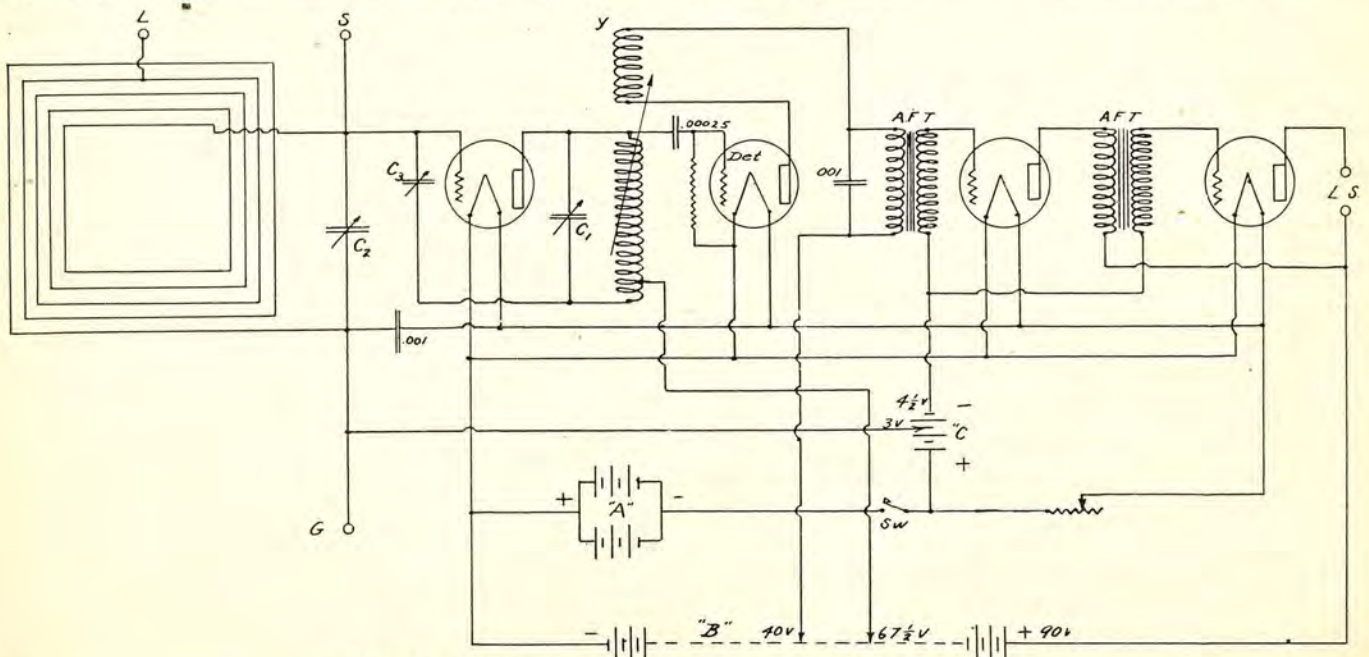 L
S
Y
.00025
A F T
A F T
Det
C3
C1
001
C2
L S.
.001
4½v
-
3v
"C
-
+
+
"A"
-
SW
G
-
"B"
40v
67½v
+ 90v